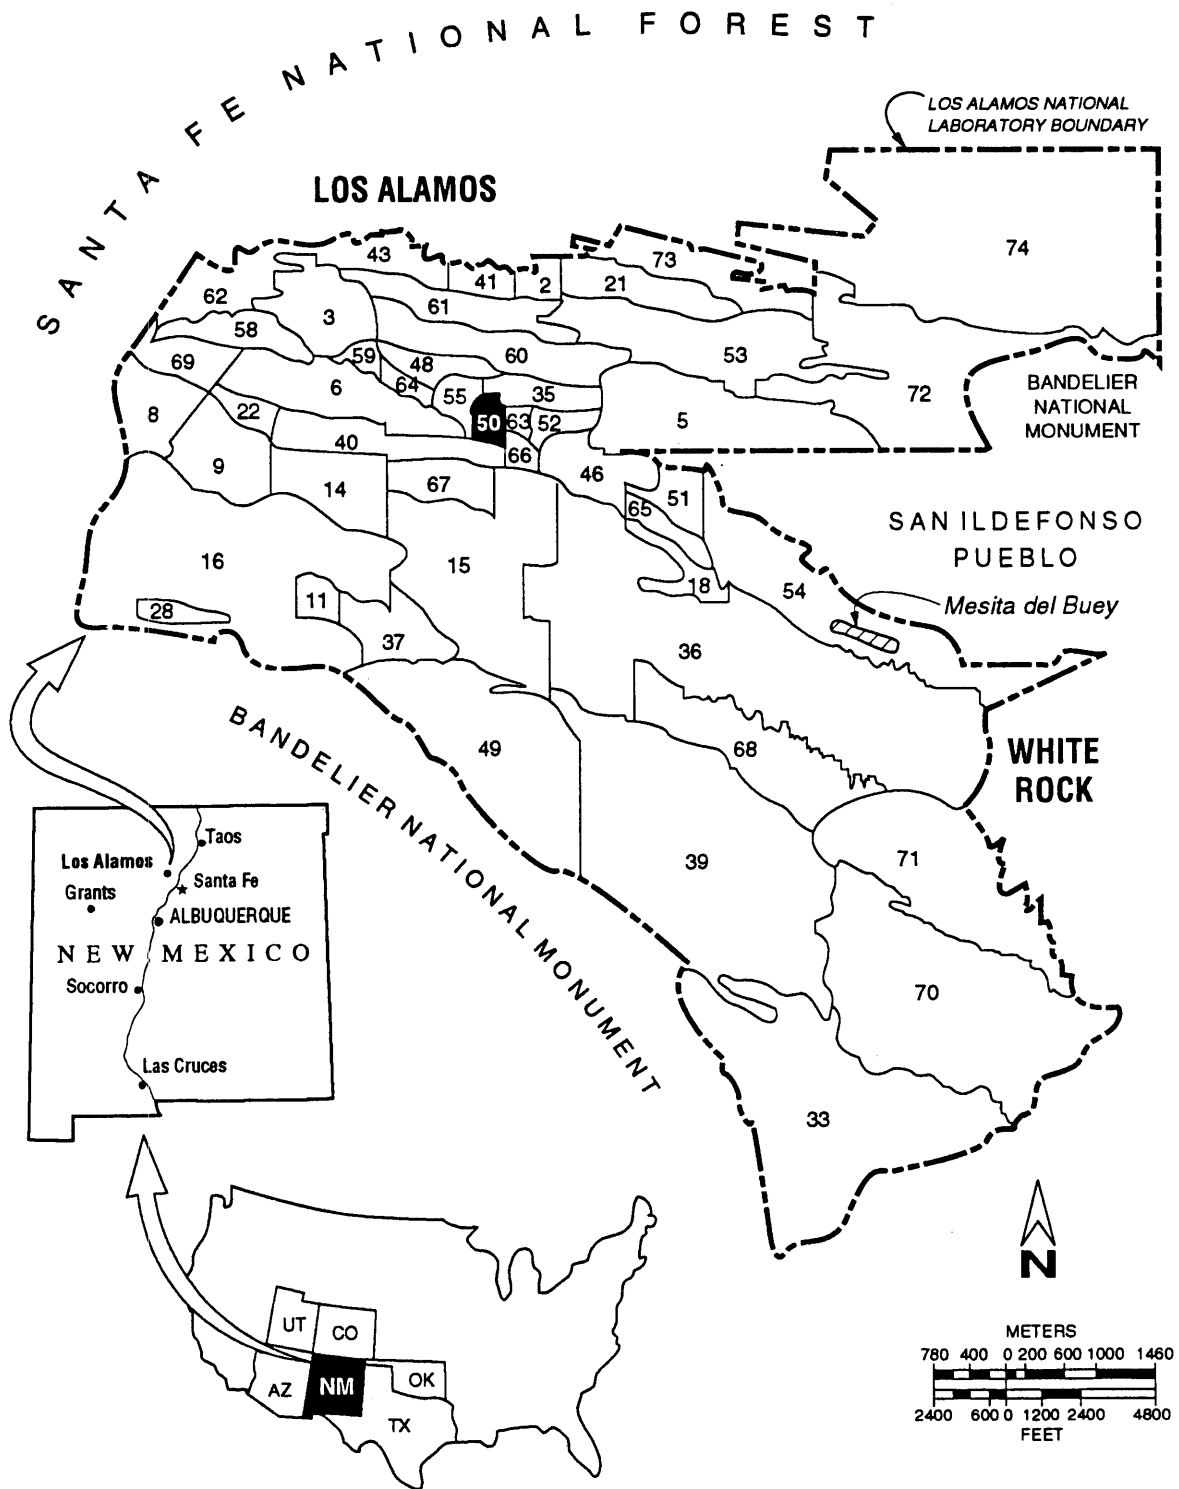 SANTA FE NATIONAL FOREST
LOS ALAMOS NATIONAL
LABORATORY BOUNDARY
LOS ALAMOS
74
43
73
41
2
21
62
61
3
58
53
60
59
48
69
6
64
55
35
72
BANDELIER
NATIONAL
MONUMENT
8
22
50
63
52
5
40
66
9
46
14
67
51
65
SAN ILDEFONSO
PUEBLO
16
15
18
54
28
11
Mesita del Buey
37
36
BANDELIER NATIONAL MONUMENT
49
68
WHITE
ROCK
39
71
70
33
Taos
Los Alamos
Santa Fe
Grants
ALBUQUERQUE
NEW MEXICO
Socorro
Las Cruces
N
UT
CO
AZ
NM
OK
TX
METERS
780 400 0 200 600 1000 1460
2400 600 0 1200 2400 4800
FEET